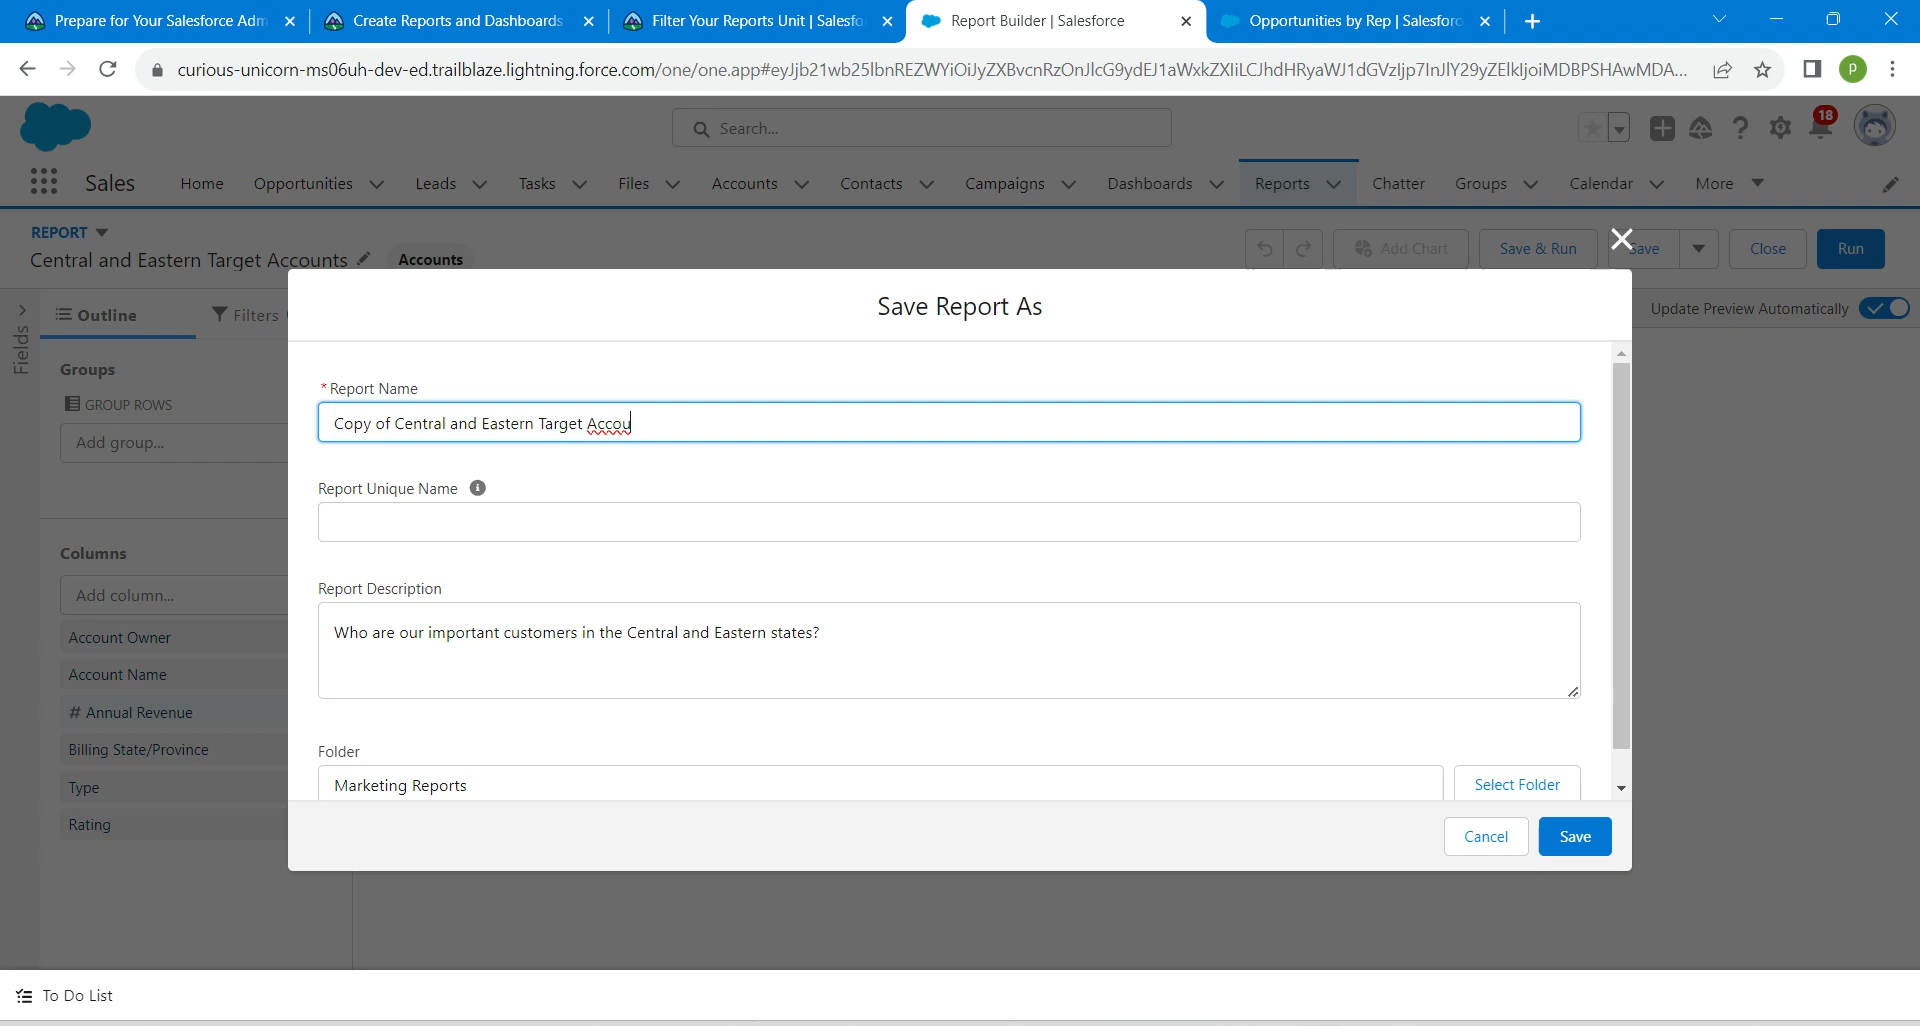 Prepare for Your Salesforce Adm
Create Reports and Dashboards
Filter Your Reports Unit | Salesfo
Report Builder | Salesforce
Opportunities by Rep | Salesforc
curious-unicorn-ms06uh-dev-ed.trailblaze.lightning.force.com/one/one.app#eyJjb21wb25lbnREZWYiOiJyZXBvcnRzOnJlcG9ydEJ1aWxkZXIiLCJhdHRyaWJ1dGVzIjp7InJlY29yZElkIjoiMDBPSHAwMDA...
P
Search...
18
Sales
Home
Opportunities
Leads
Tasks
Files
Accounts
Contacts
Campaigns
Dashboards
Reports
Chatter
Groups
Calendar
More
REPORT
Central and Eastern Target Accounts
Accounts
Add Chart
Save & Run
Save
Close
Run
Fields
Outline
Filters
Update Preview Automatically
Groups
GROUP ROWS
Add group...
Columns
Add column...
Account Owner
Account Name
# Annual Revenue
Billing State/Province
Type
Rating
Save Report As
* Report Name
Copy of Central and Eastern Target Accou
Report Unique Name
Report Description
Who are our important customers in the Central and Eastern states?
Folder
Marketing Reports
Select Folder
Cancel
Save
To Do List